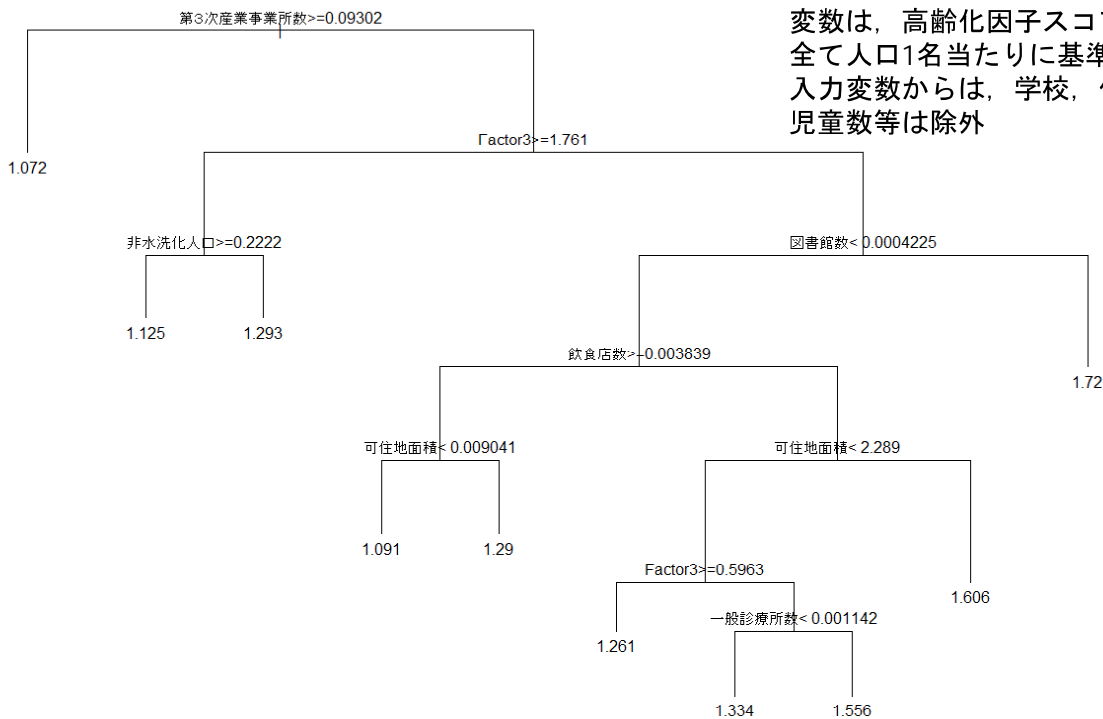 第3次産業事業所数>=0.09302
変数は，高齢化因子スコア
全て人口1名当たりに基準
入力変数からは，学校，
児童数等は除外
Factor3>=1.761
1.072
非水洗化人口>=0.2222
図書館数< 0.0004225
1.125
1.293
飲食店数>=0.003839
1.72
可住地面積< 0.009041
可住地面積< 2.289
1.091
1.29
Factor3>=0.5963
1.606
一般診療所数< 0.001142
1.261
1.334
1.556